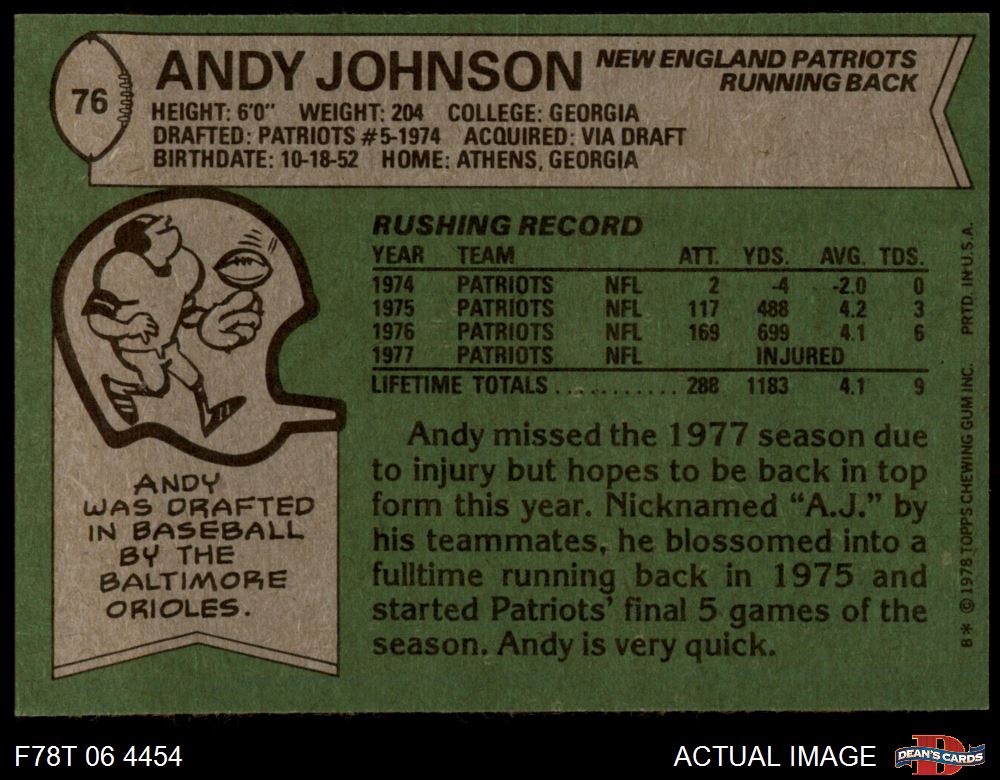 76
ANDY JOHNSON
NEW ENGLAND PATRIOTS
RUNNING BACK
HEIGHT: 6'0" WEIGHT: 204 COLLEGE: GEORGIA
DRAFTED: PATRIOTS #5-1974 ACQUIRED: VIA DRAFT
BIRTHDATE: 10-18-52 HOME: ATHENS, GEORGIA
RUSHING RECORD
YEAR TEAM ATT. YDS. AVG. TDS.
1974 PATRIOTS NFL 2 -4 -2.0 0
1975 PATRIOTS NFL 117 488 4.2 3
1976 PATRIOTS NFL 169 699 4.1 6
1977 PATRIOTS NFL INJURED
LIFETIME TOTALS ........... 288 1183 4.1 9
Andy missed the 1977 season due
to injury but hopes to be back in top
form this year. Nicknamed "A.J." by
his teammates, he blossomed into a
fulltime running back in 1975 and
started Patriots' final 5 games of the
season. Andy is very quick.
ANDY
WAS DRAFTED
IN BASEBALL
BY THE
BALTIMORE
ORIOLES.
B* © 1978 TOPPS CHEWING GUM INC. PRTD. IN U.S.A.
F78T 06 4454
ACTUAL IMAGE
DEAN'S CARDS